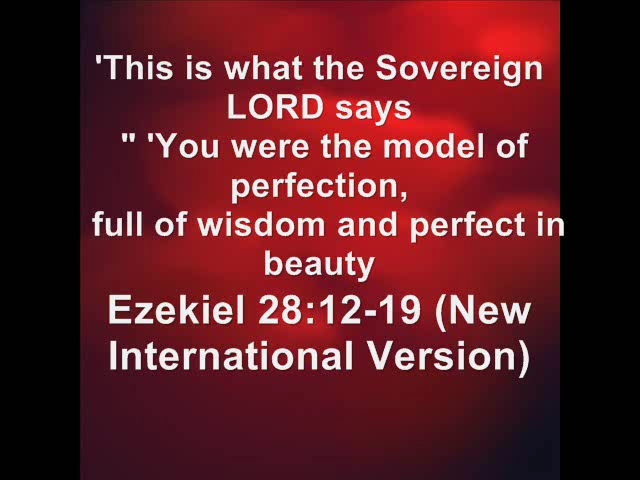 'This is what the Sovereign
LORD says
" 'You were the model of
perfection,
full of wisdom and perfect in
beauty
Ezekiel 28:12-19 (New
International Version)